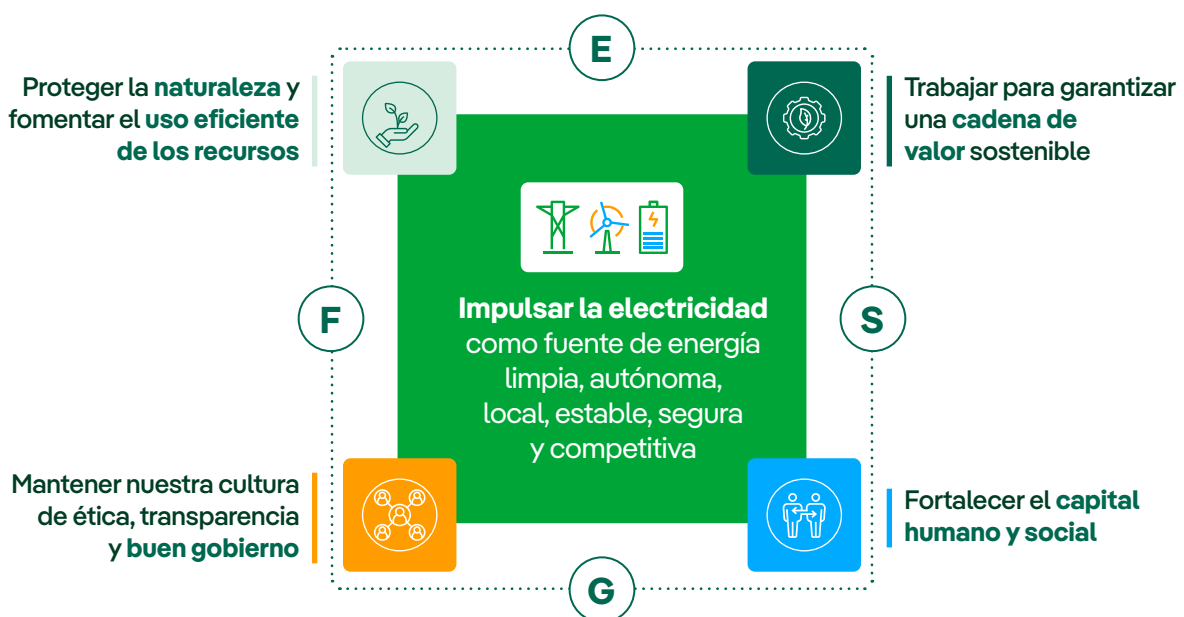 E
Proteger la naturaleza y
fomentar el uso eficiente
de los recursos
Trabajar para garantizar
una cadena de
valor sostenible
F
Impulsar la electricidad
como fuente de energía
limpia, autónoma,
local, estable, segura
y competitiva
S
Mantener nuestra cultura
de ética, transparencia
y buen gobierno
Fortalecer el capital
humano y social
G